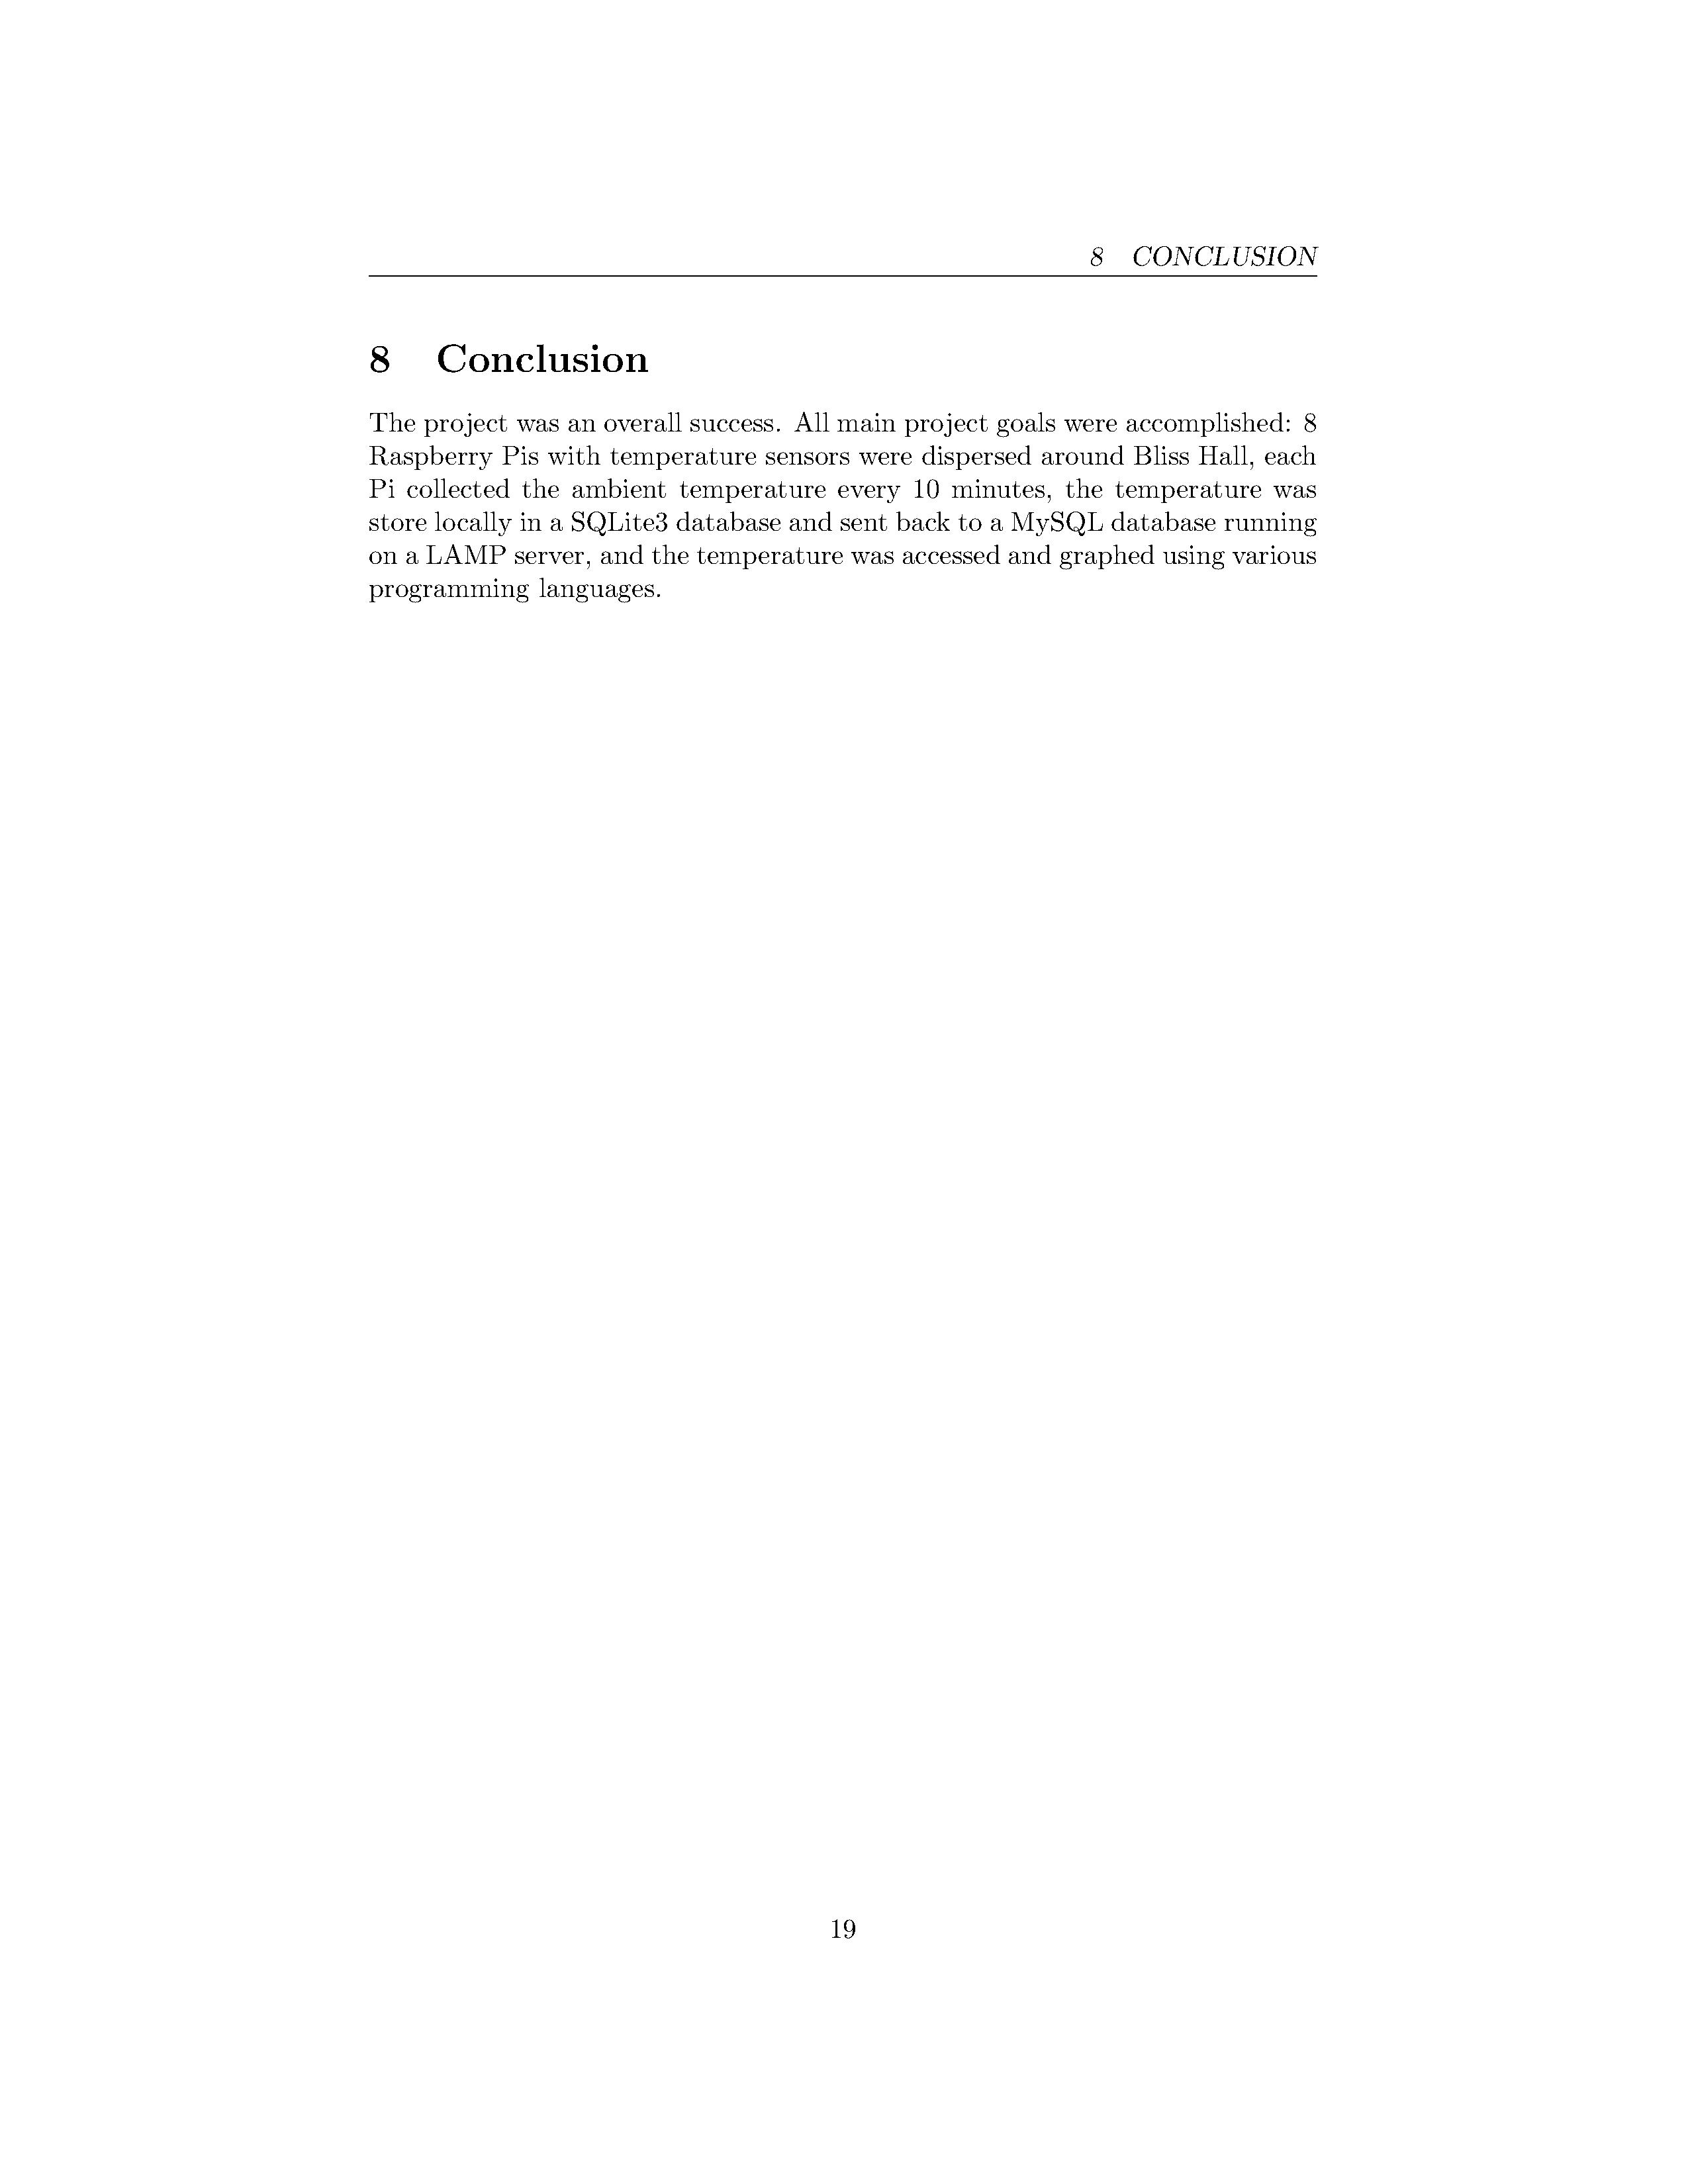 8 CONCLUSION
8 Conclusion
The project was an overall success. All main project goals were accomplished: 8
Raspberry Pis with temperature sensors were dispersed around Bliss Hall, each
Pi collected the ambient temperature every 10 minutes, the temperature was
store locally in a SQLite3 database and sent back to a MySQL database running
on a LAMP server, and the temperature was accessed and graphed using various
programming languages.
19